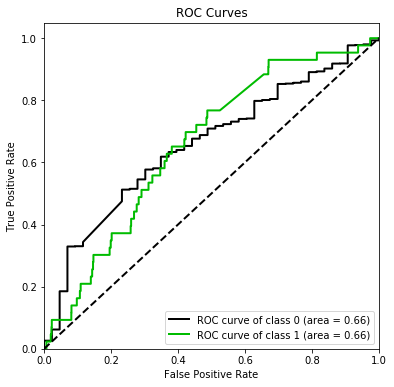 ROC Curves
True Positive Rate
1.0
0.8
0.6
0.4
0.2
0.0
ROC curve of class 0 (area = 0.66)
ROC curve of class 1 (area = 0.66)
0.0 0.2 0.4 0.6 0.8 1.0
False Positive Rate